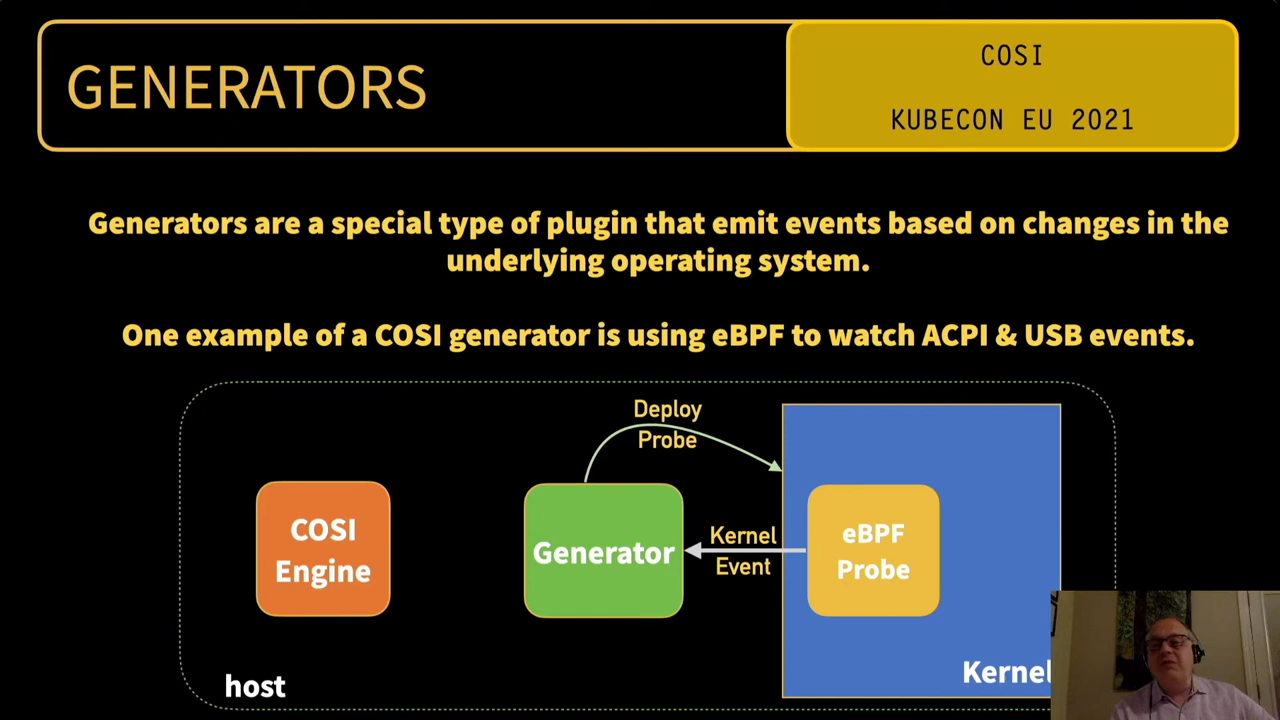 GENERATORS
COSI
KUBECON EU 2021
Generators are a special type of plugin that emit events based on changes in the
underlying operating system.
One example of a COSI generator is using eBPF to watch ACPI & USB events.
Deploy
Probe
COSI
Engine
Generator
Kernel
Event
eBPF
Probe
host
Kernel